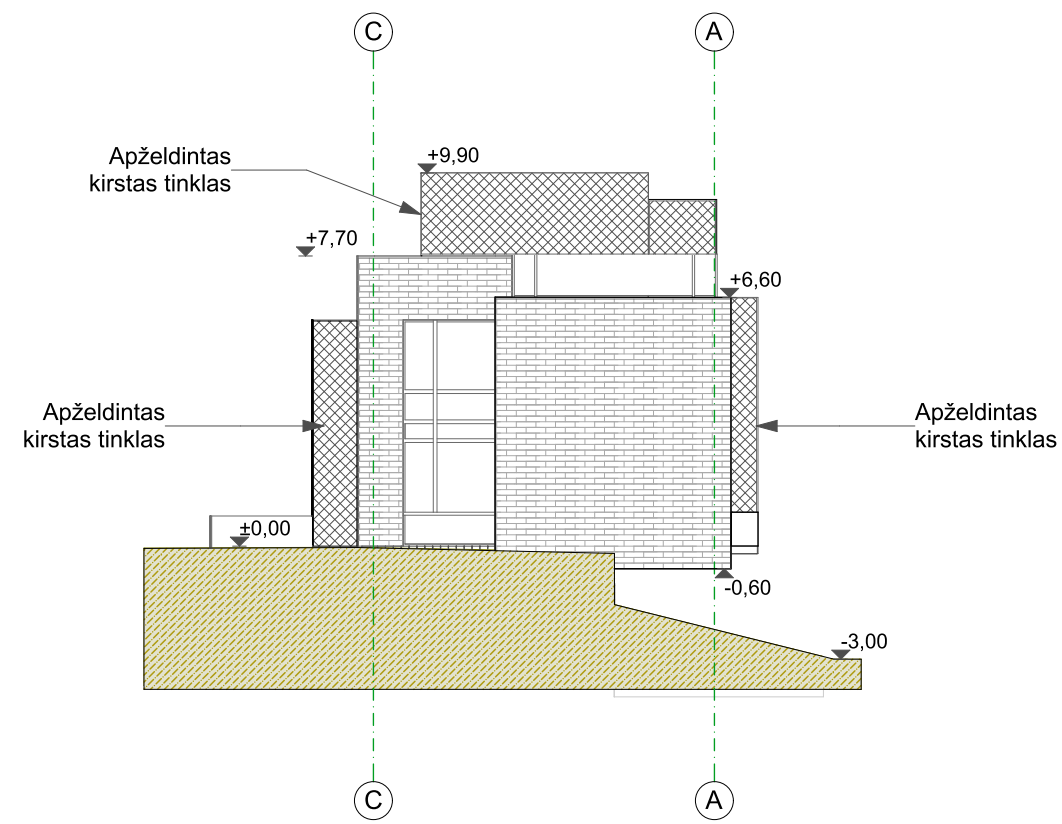 C
A
Apželdintas
kirstas tinklas
+9,90
+7,70
+6,60
Apželdintas
kirstas tinklas
Apželdintas
kirstas tinklas
±0,00
-0,60
-3,00
C
A